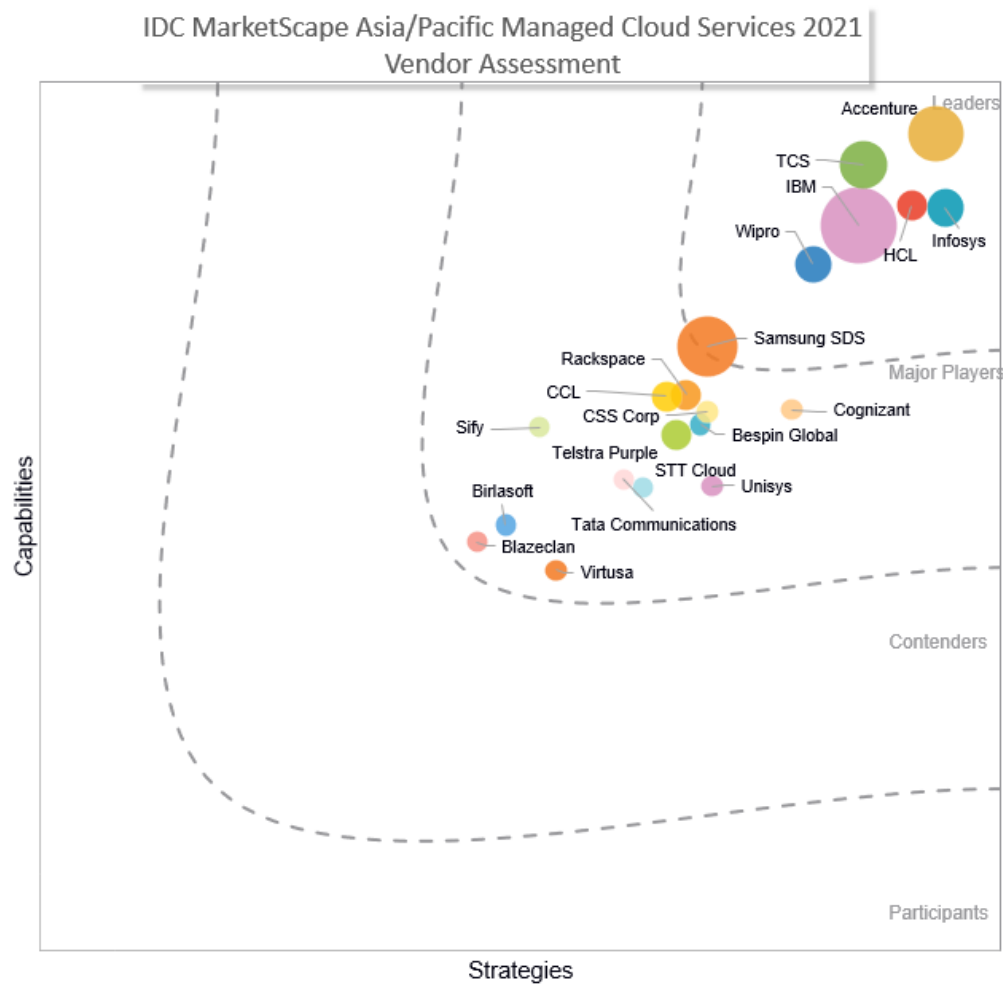 IDC MarketScape Asia/Pacific Managed Cloud Services 2021
Vendor Assessment
Leaders
Accenture
TCS
IBM
Wipro
HCL
Infosys
Samsung SDS
Rackspace
Major Players
CCL
CSS Corp
Cognizant
Sify
Bespin Global
Telstra Purple
STT Cloud
Unisys
Birlasoft
Tata Communications
Blazeclan
Virtusa
Capabilities
Contenders
Participants
Strategies